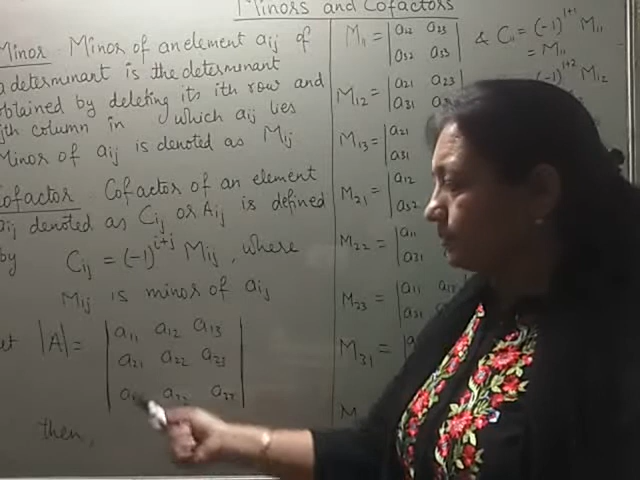 Minors and Cofactors
Minor Minor of an element aij of
a determinant is the determinant
obtained by deleting its ith row and
jth column in which aij lies
Minor of aij is denoted as Mij
Cofactor Cofactor of an element
aij denoted as Cij or Aij is defined
by Cij = (-1)^i+j Mij, where
Mij is minor of aij
Let |A| = | a11 a12 a13 |
| a21 a22 a23 |
then,
M11 = | a22 a23 | & C11 = (-1)^1+1 M11
| a32 a33 | = M11
M12 = | a21 a23 | (-1)^1+2 M12
| a31
M13 = | a21
| a31
M21 = | a12
| a32
M22 = | a11
| a31
M23 = | a11 a12
| a31
M31 =
M